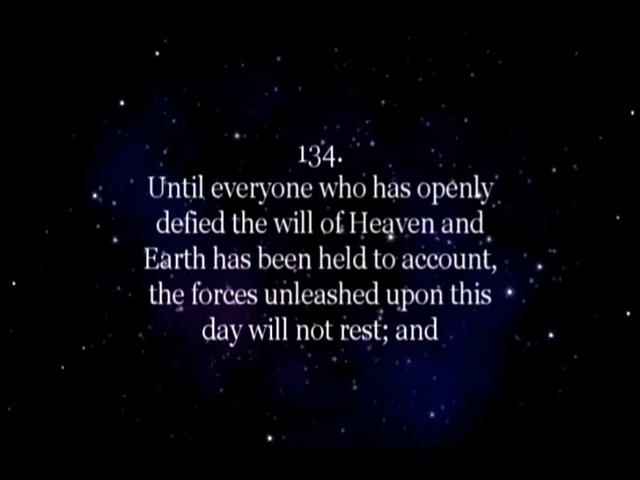 134.
Until everyone who has openly
defied the will of Heaven and
Earth has been held to account,
the forces unleashed upon this
day will not rest; and